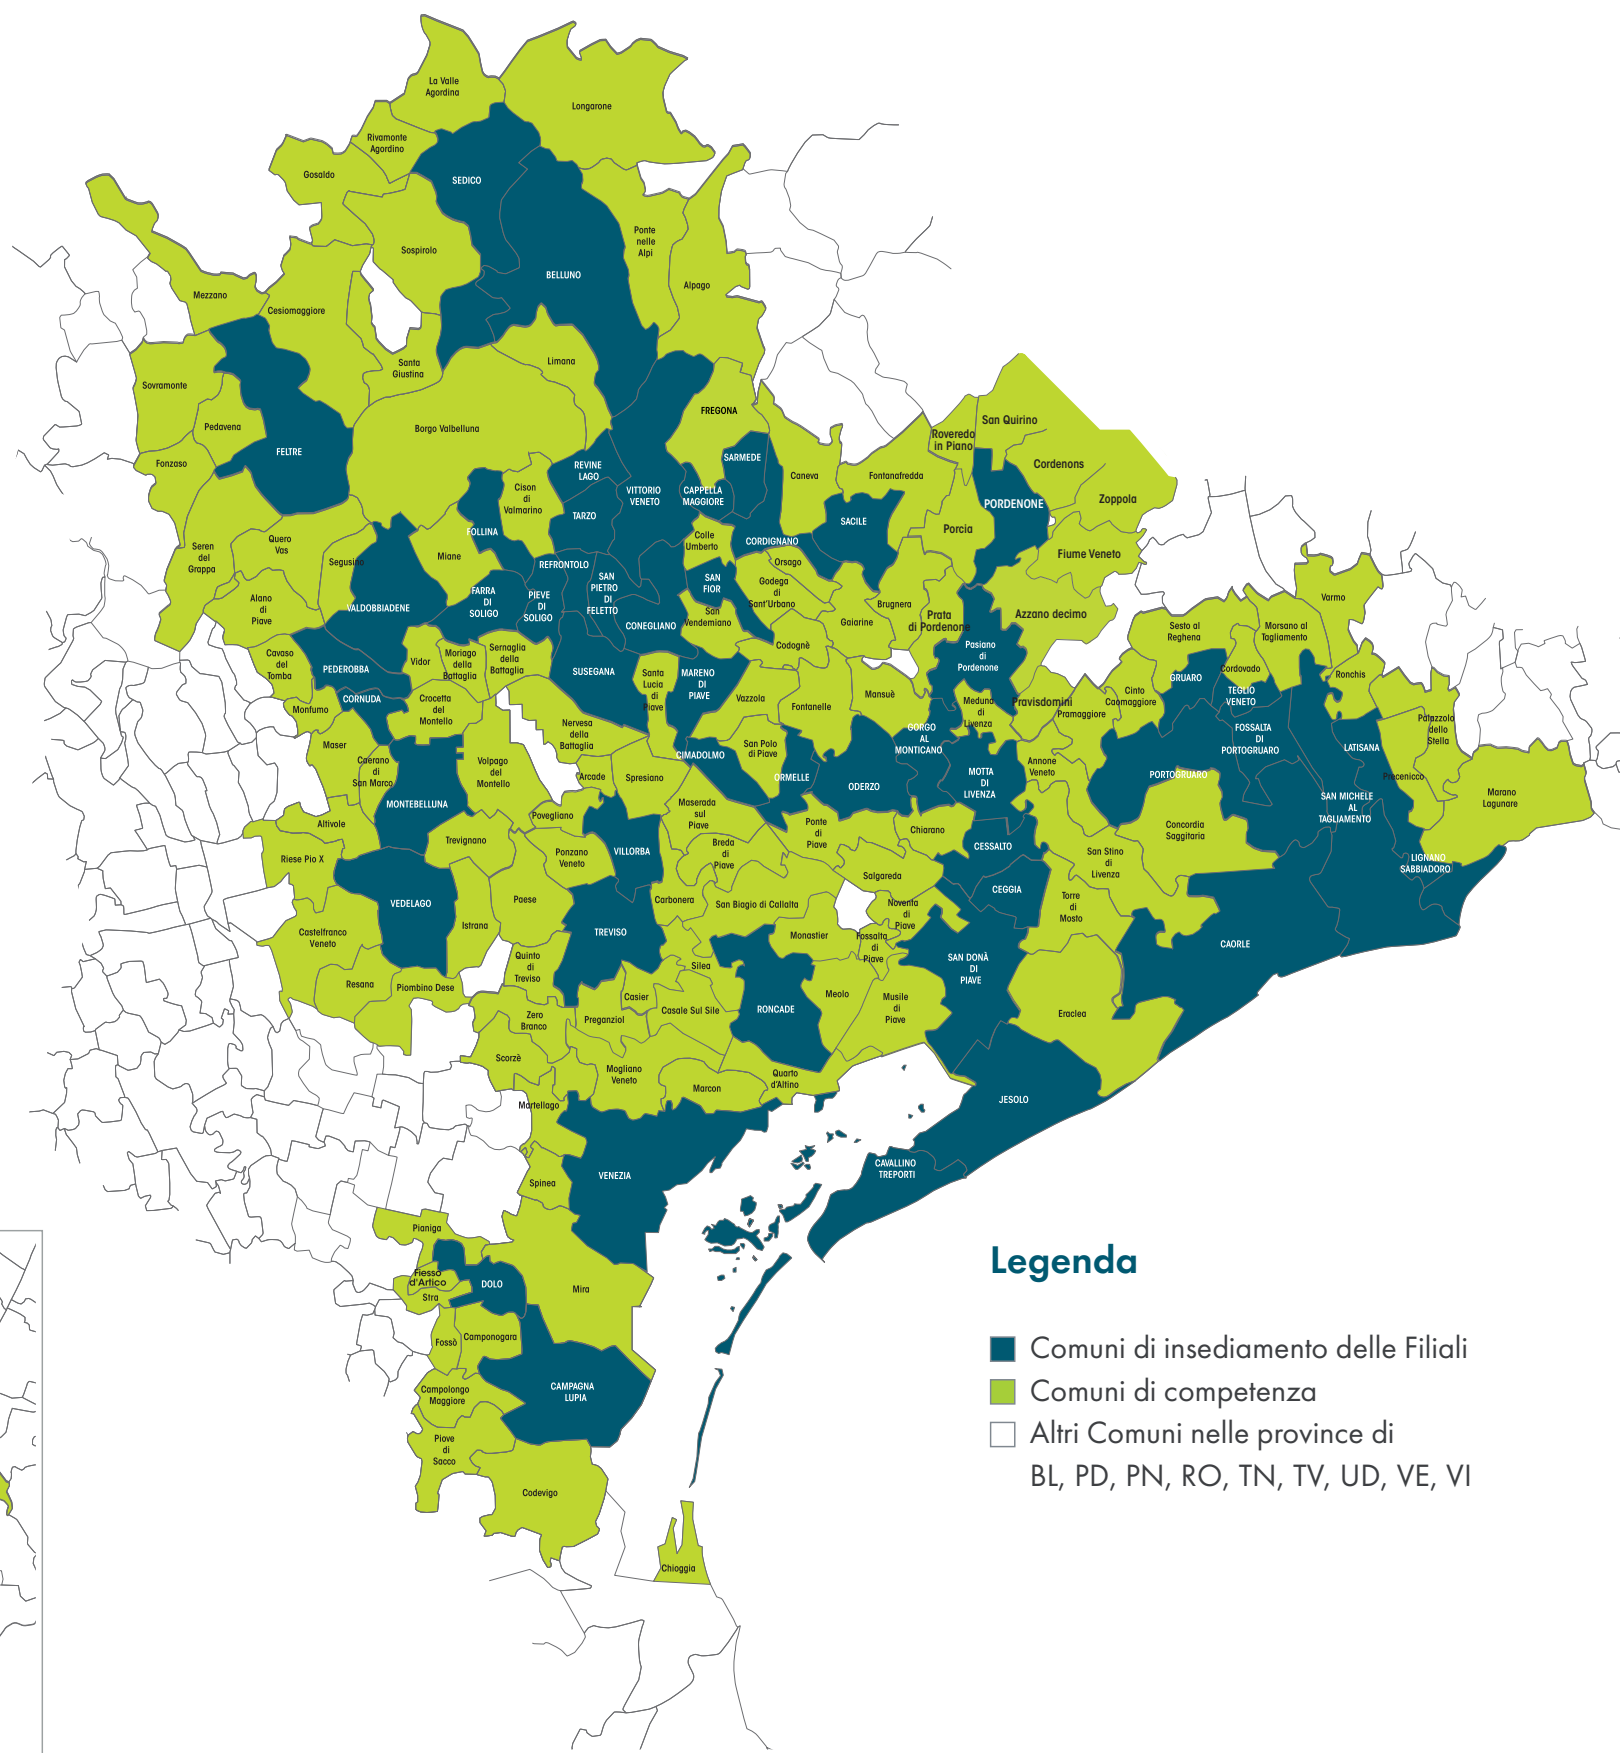 La Valle
Agordina
Longarone
Rivamonte
Agordino
Gosaldo
SEDICO
Sospirolo
Ponte
nelle
Alpi
BELLUNO
Alpago
Mezzano
Cesiomaggiore
Santa
Giustina
Limana
Sovramonte
Pedavena
Borgo Valbelluna
FREGONA
San Quirino
Roveredo
in Piano
FELTRE
Fonzaso
REVINE
LAGO
SARMEDE
Caneva
Fontanafredda
Cordenons
Cison
di
Valmarino
VITTORIO
VENETO
CAPPELLA
MAGGIORE
Zoppola
PORDENONE
TARZO
SACILE
Porcia
FOLLINA
Colle
Umberto
CORDIGNANO
Quero
Vas
Seren
del
Grappa
Segusino
Miane
REFRONTOLO
Orsago
Fiume Veneto
SAN
PIETRO
DI
FELETTO
SAN
FIOR
Godega
di
Sant'Urbano
Alano
di
Piave
VALDOBBIADENE
FARRA
DI
SOLIGO
PIEVE
DI
SOLIGO
Brugnera
Varmo
San
Vendemiano
Gaiarine
Prata
di Pordenone
Azzano decimo
CONEGLIANO
Sesto al
Reghena
Morsano al
Tagliamento
Codognè
Pasiano
di
Pordenone
Cavaso
del
Tomba
PEDEROBBA
Vidor
Moriago
della
Battaglia
Sernaglia
della
Battaglia
SUSEGANA
Santa
Lucia
di
Piave
MARENO
DI
PIAVE
Cordovado
GRUARO
Ronchis
Monfumo
CORNUDA
Crocetta
del
Montello
Vazzola
Fontanelle
Mansuè
Meduna
di
Livenza
Pravisdomini
Pramaggiore
Cinto
Caomaggiore
TEGLIO
VENETO
Nervesa
della
Battaglia
GORGO
AL
MONTICANO
FOSSALTA
DI
PORTOGRUARO
Palazzolo
dello
Stella
Maser
San Polo
di Piave
CIMADOLMO
LATISANA
Caerano
di
San Marco
Volpago
del
Montello
Arcade
Spresiano
ORMELLE
ODERZO
MOTTA
DI
LIVENZA
Annone
Veneto
PORTOGRUARO
Precenicco
MONTEBELLUNA
Marano
Lagunare
SAN MICHELE
AL
TAGLIAMENTO
Maserada
sul
Piave
Povegliano
Altivole
Ponte
di
Piave
Chiarano
Concordia
Saggitaria
Trevignano
Riese Pio X
Ponzano
Veneto
VILLORBA
Breda
di
Piave
CESSALTO
San Stino
di
Livenza
LIGNANO
SABBIADORO
Salgareda
CEGGIA
VEDELAGO
Paese
Carbonera
San Biagio di Callalta
Noventa
di
Piave
Torre
di
Mosto
Istrana
Castelfranco
Veneto
TREVISO
Monastier
Fossalta
di
Piave
CAORLE
Quinto
di
Treviso
Silea
SAN DONÀ
DI
PIAVE
Resana
Piombino Dese
Casier
Casale Sul Sile
RONCADE
Meolo
Musile
di
Piave
Eraclea
Zero
Branco
Preganziol
Scorzè
Mogliano
Veneto
Marcon
Quarto
d'Altino
JESOLO
Martellago
VENEZIA
Spinea
CAVALLINO
TREPORTI
Pianiga
Fiesso
d'Artico
DOLO
Stra
Mira
Fossò
Camponogara
CAMPAGNA
LUPIA
Campolongo
Maggiore
Piove
di
Sacco
Codevigo
Chioggia
Legenda
Comuni di insediamento delle Filiali
Comuni di competenza
Altri Comuni nelle province di
BL, PD, PN, RO, TN, TV, UD, VE, VI